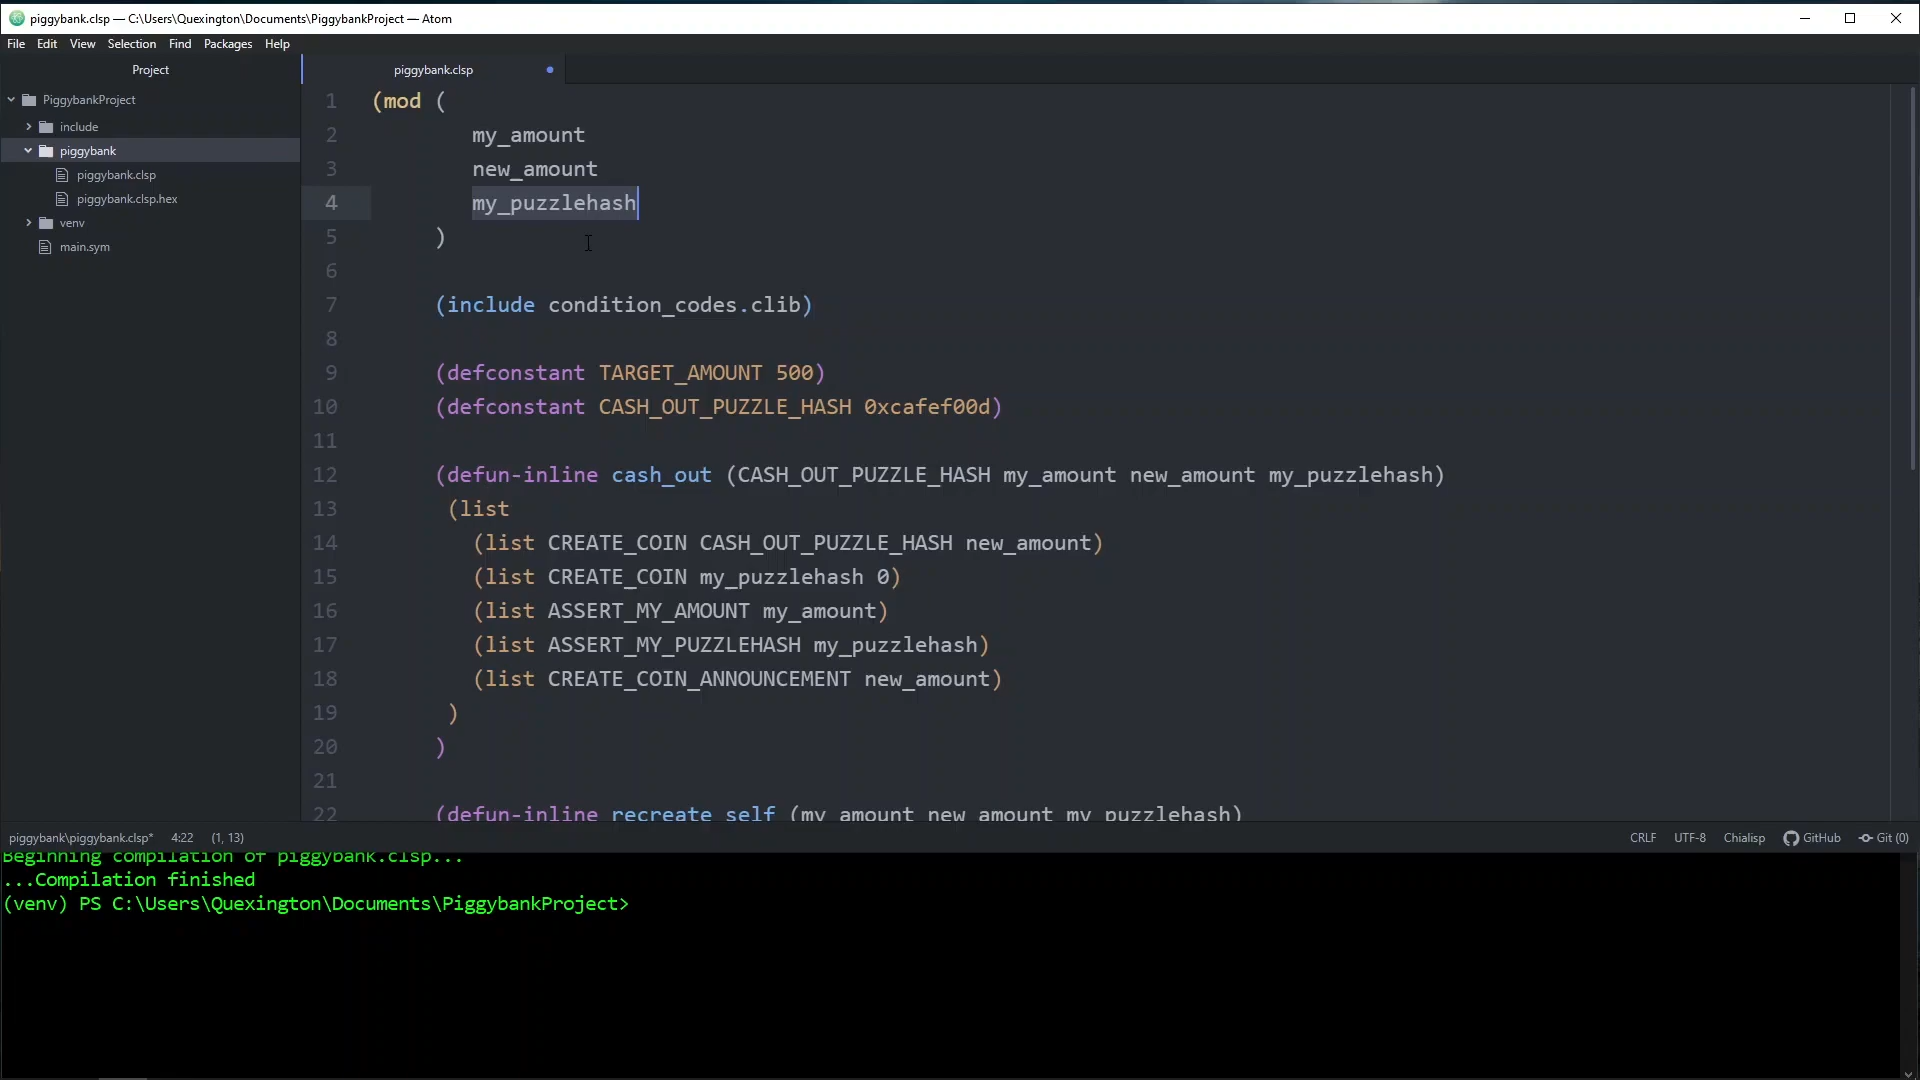 piggybank.clsp — C:\Users\Quexington\Documents\PiggybankProject — Atom
File Edit View Selection Find Packages Help
Project
piggybank.clsp
PiggybankProject
include
piggybank
piggybank.clsp
piggybank.clsp.hex
venv
main.sym
1 (mod (
2 my_amount
3 new_amount
4 my_puzzlehash
5 )
6
7 (include condition_codes.clib)
8
9 (defconstant TARGET_AMOUNT 500)
10 (defconstant CASH_OUT_PUZZLE_HASH 0xcafef00d)
11
12 (defun-inline cash_out (CASH_OUT_PUZZLE_HASH my_amount new_amount my_puzzlehash)
13 (list
14 (list CREATE_COIN CASH_OUT_PUZZLE_HASH new_amount)
15 (list CREATE_COIN my_puzzlehash 0)
16 (list ASSERT_MY_AMOUNT my_amount)
17 (list ASSERT_MY_PUZZLEHASH my_puzzlehash)
18 (list CREATE_COIN_ANNOUNCEMENT new_amount)
19 )
20 )
21
22 (defun-inline recreate_self (my_amount new_amount my_puzzlehash)
piggybank\piggybank.clsp* 4:22 (1, 13) CRLF UTF-8 Chialisp GitHub Git (0)
Beginning compilation of piggybank.clsp...
...Compilation finished
(venv) PS C:\Users\Quexington\Documents\PiggybankProject>